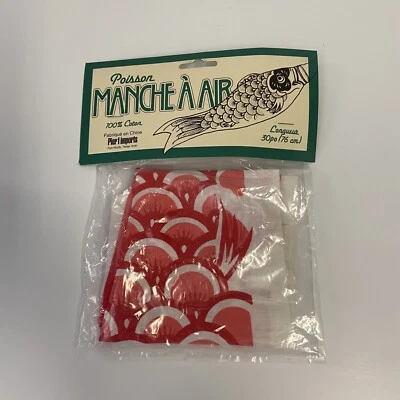 Poisson
MANCHE À AIR
100% Coton
Fabriqué en Chine
Pier 1 imports
Longueur
30po (76 cm)